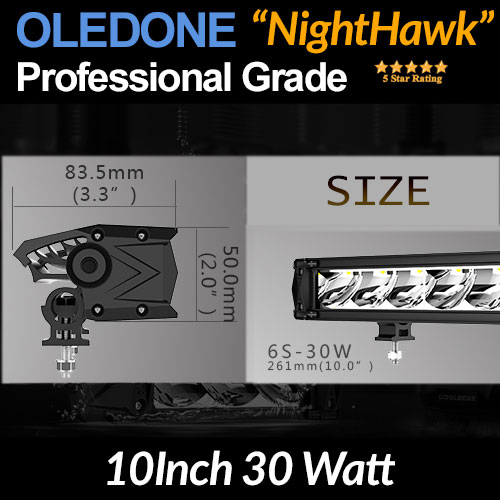 OLEDONE “NightHawk”
Professional Grade
5 Star Rating
83.5mm
(3.3” )
50.0mm
(2.0” )
SIZE
6S-30W
261mm(10.0” )
10Inch 30 Watt